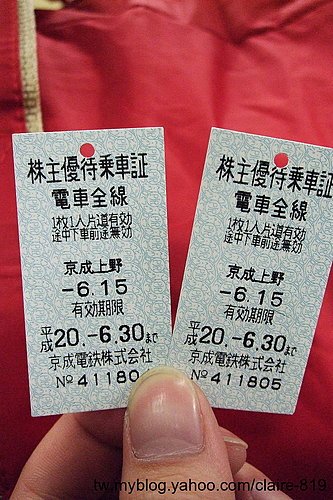 株主優待乗車証
電車全線
1枚1人片道有効
途中下車前途無効
京成上野
-6.15
有効期限
平成20.-6.30まで
京成電鉄株式会社
№41180
株主優待乗車証
電車全線
1枚1人片道有効
途中下車前途無効
京成上野
-6.15
有効期限
平成20.-6.30まで
京成電鉄株式会社
№411805
tw.myblog.yahoo.com/claire-819